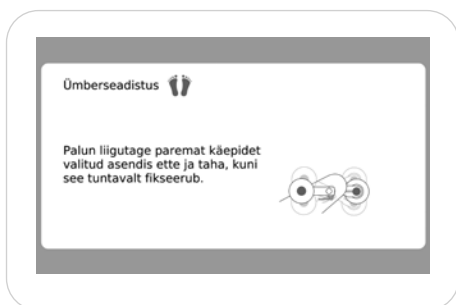 Ümberseadistus
Palun liigutage paremat käepidet
valitud asendis ette ja taha, kuni
see tuntavalt fikseerub.